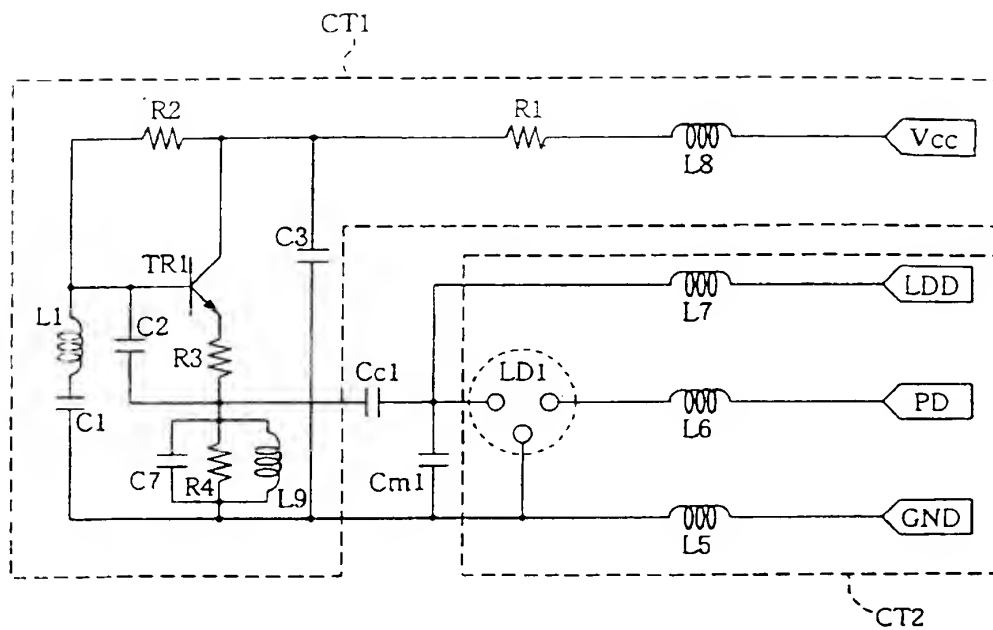 CT1
R2
R1
Vcc
L8
C3
TR1
LDD
L7
L1
C2
R3
Cc1
LD1
PD
L6
C1
C7
R4
L9
Cm1
GND
L5
CT2